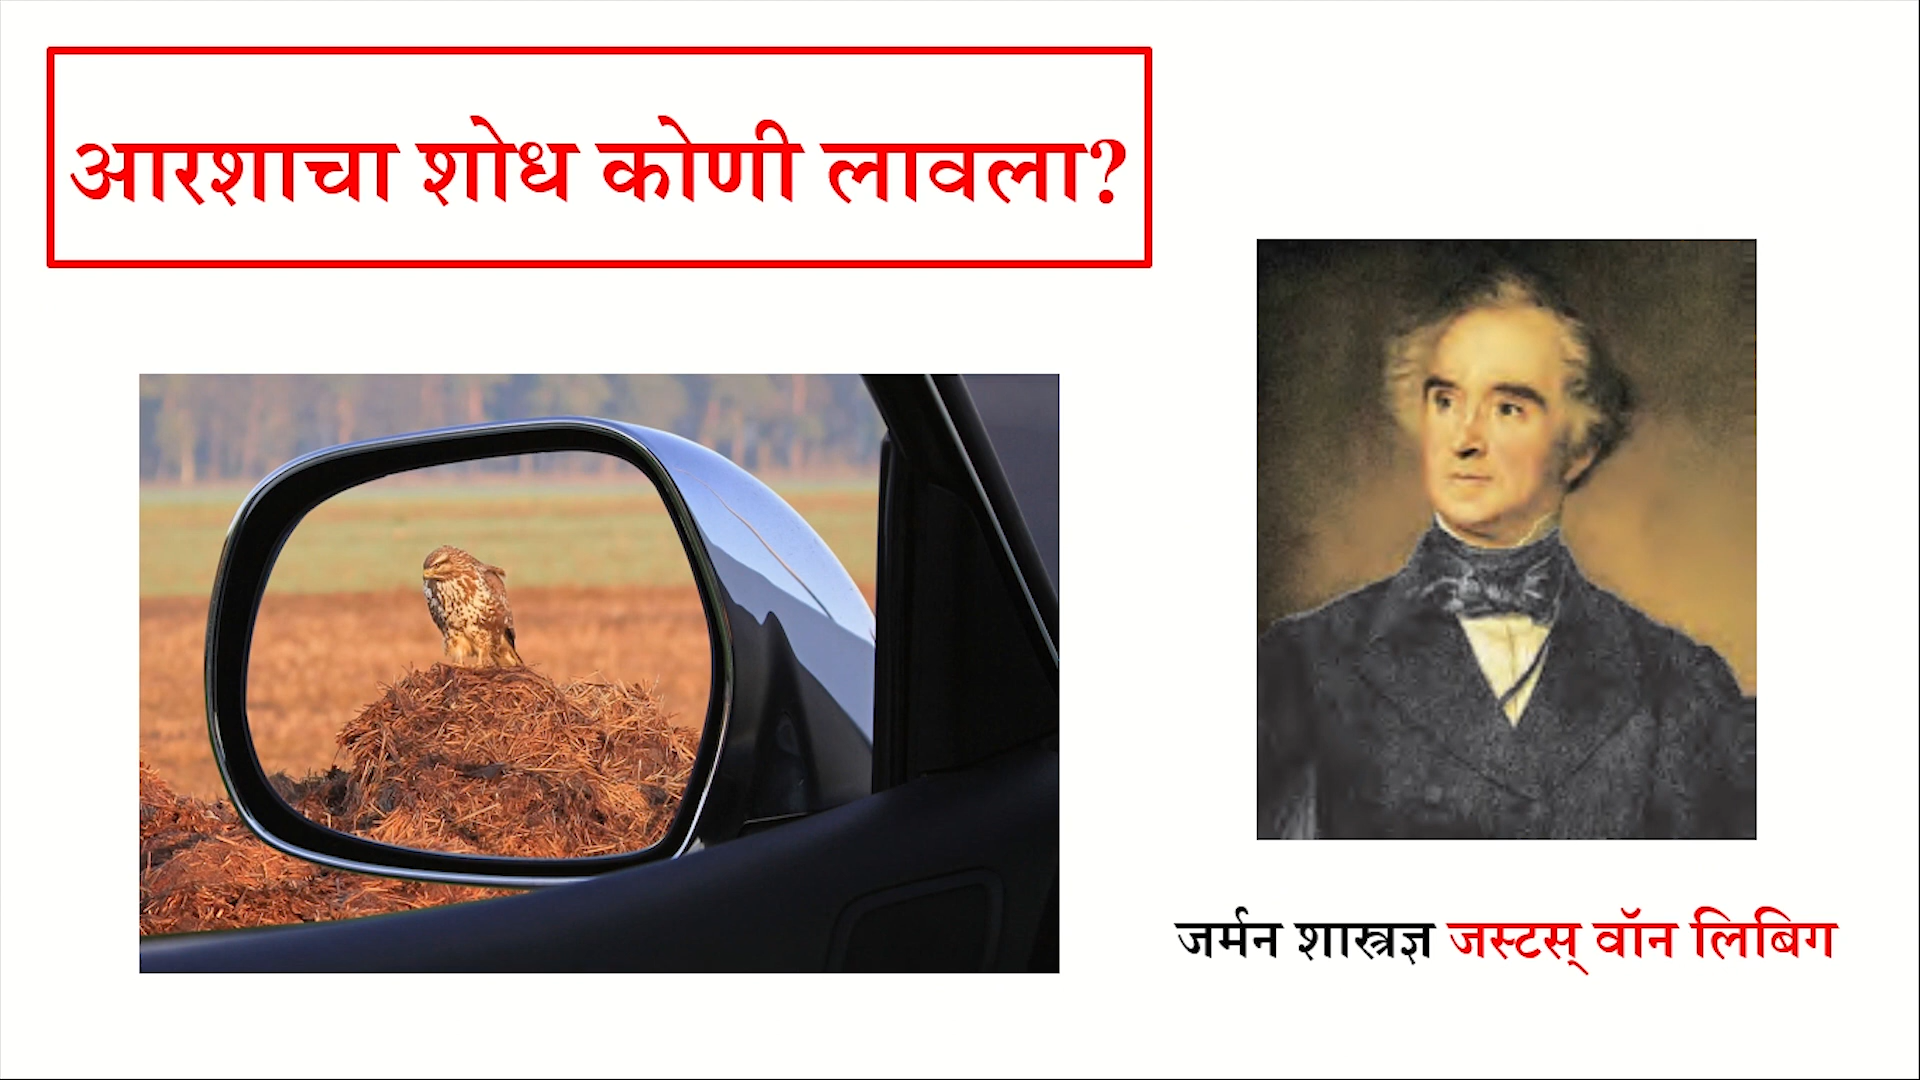 आरशाचा शोध कोणी लावला?
जर्मन शास्त्रज्ञ जस्टस् वॉन लिबिग